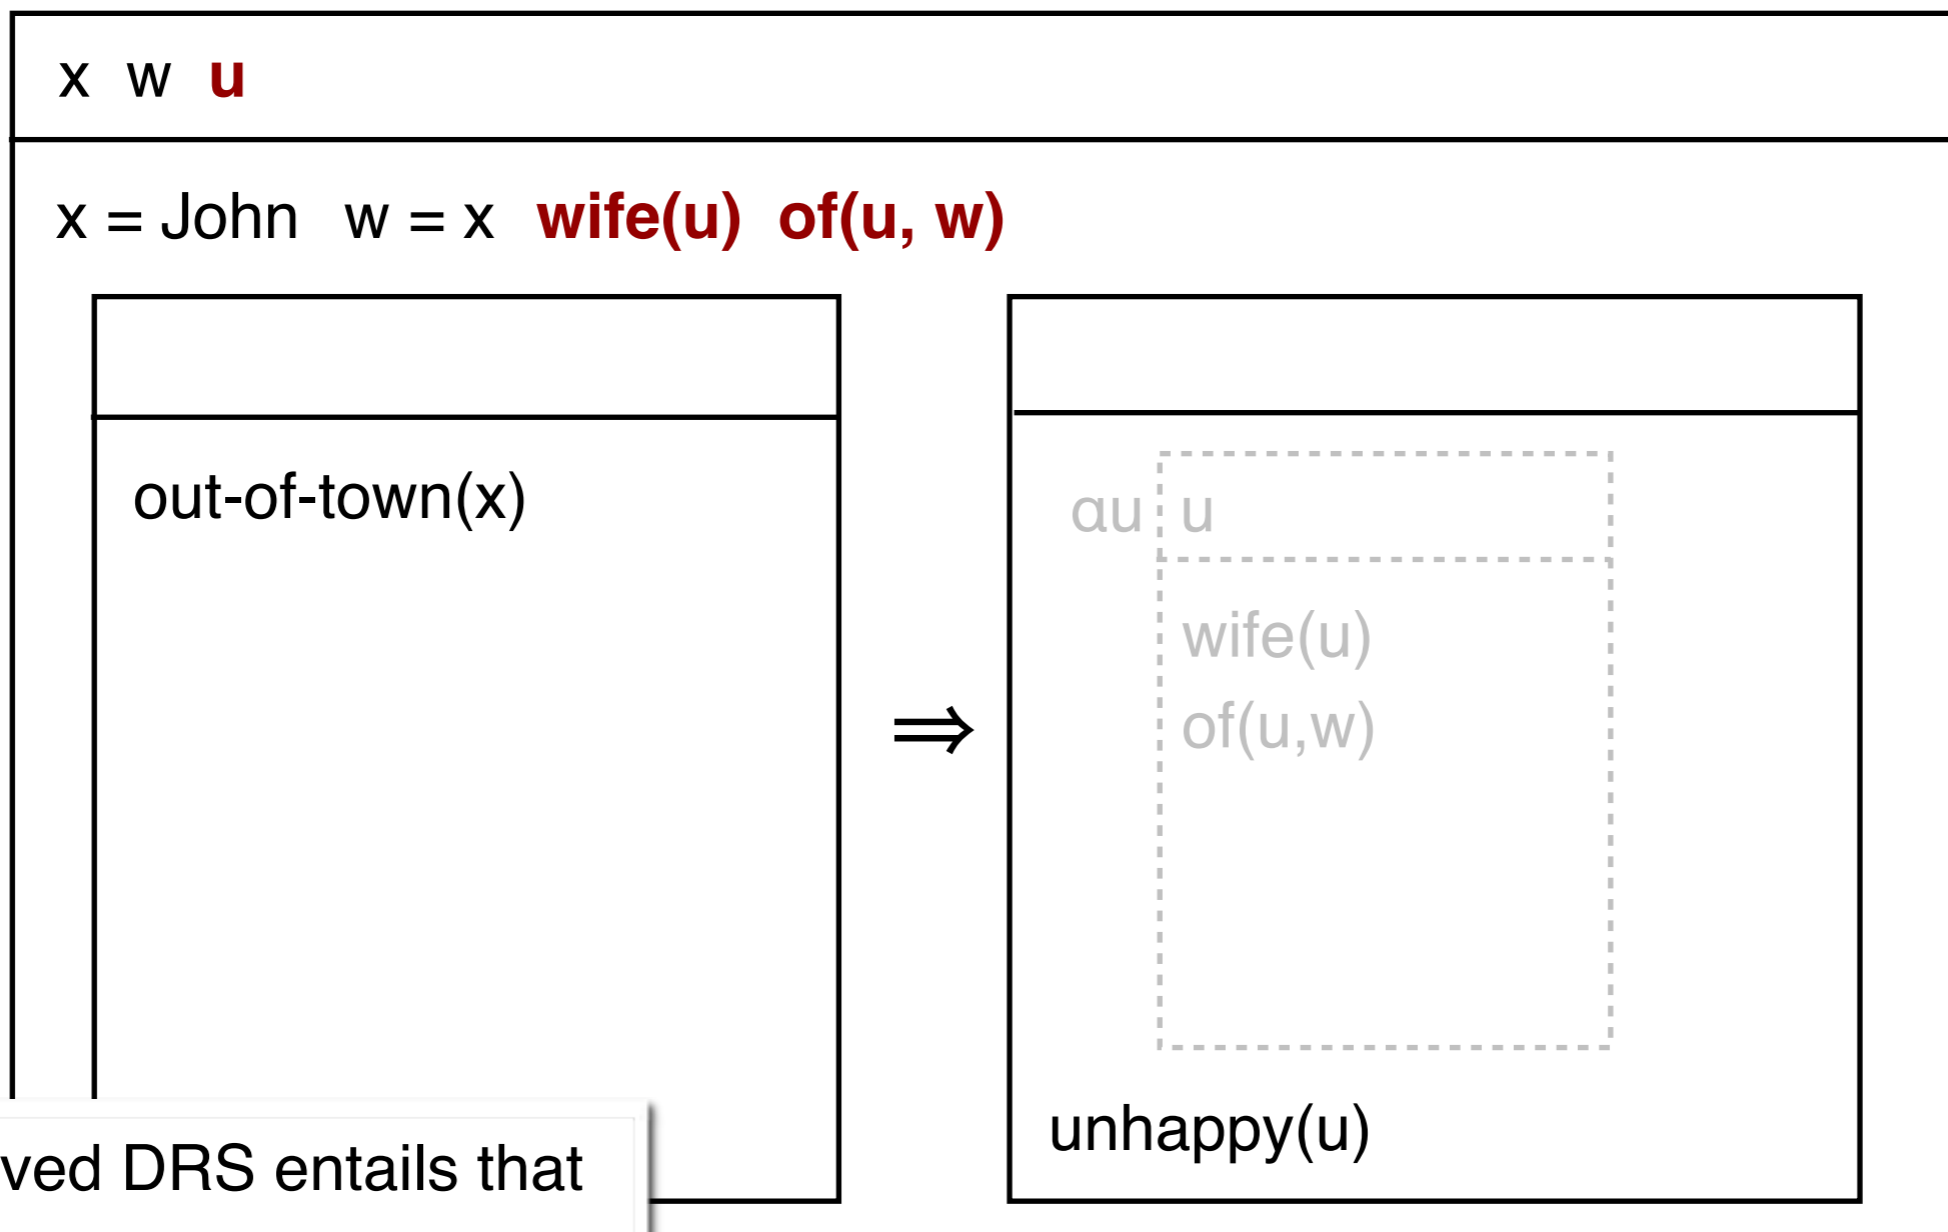 x w u
x = John w = x wife(u) of(u, w)
out-of-town(x)
⇒
αu u
wife(u)
of(u,w)
unhappy(u)
ved DRS entails that